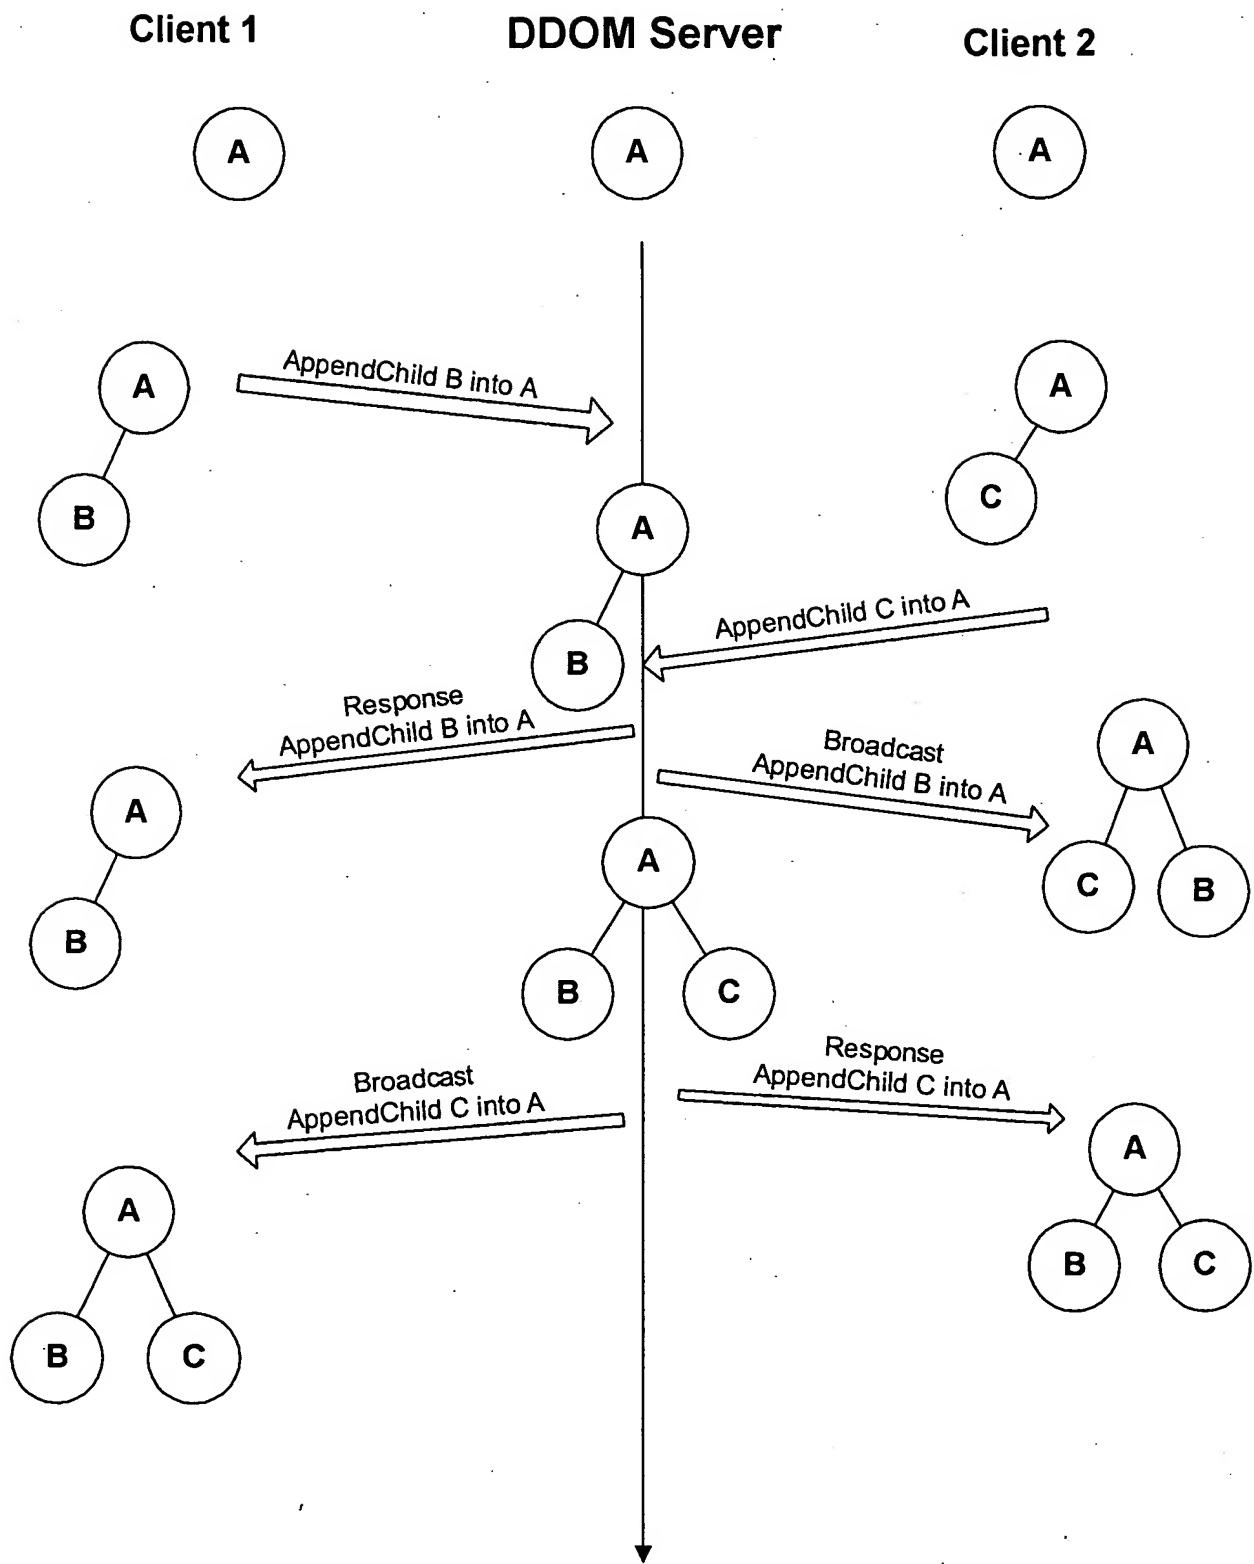 Client 1
DDOM Server
Client 2
A
A
A
AppendChild B into A
A
B
A
C
A
B
AppendChild C into A
Response
AppendChild B into A
Broadcast
AppendChild B into A
A
B
A
C
B
A
B
C
Broadcast
AppendChild C into A
Response
AppendChild C into A
A
B
C
A
B
C